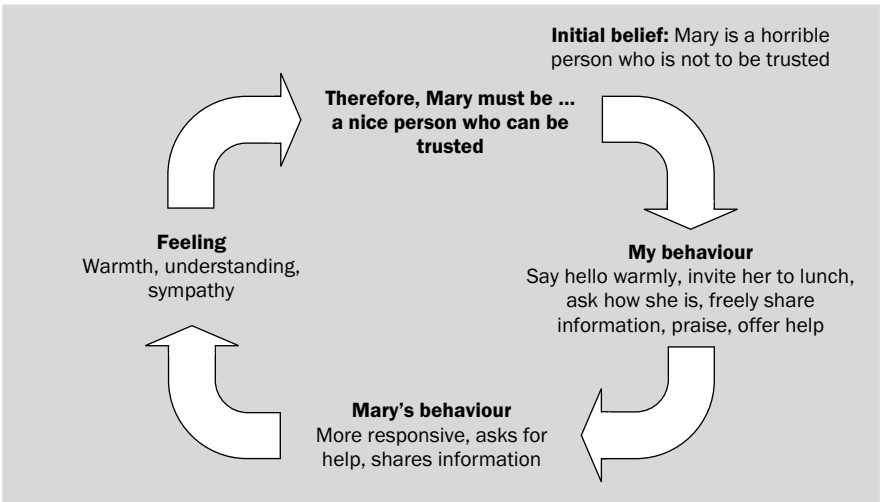 Initial belief: Mary is a horrible
person who is not to be trusted
Therefore, Mary must be ...
a nice person who can be
trusted
My behaviour
Say hello warmly, invite her to lunch,
ask how she is, freely share
information, praise, offer help
Mary’s behaviour
More responsive, asks for
help, shares information
Feeling
Warmth, understanding,
sympathy